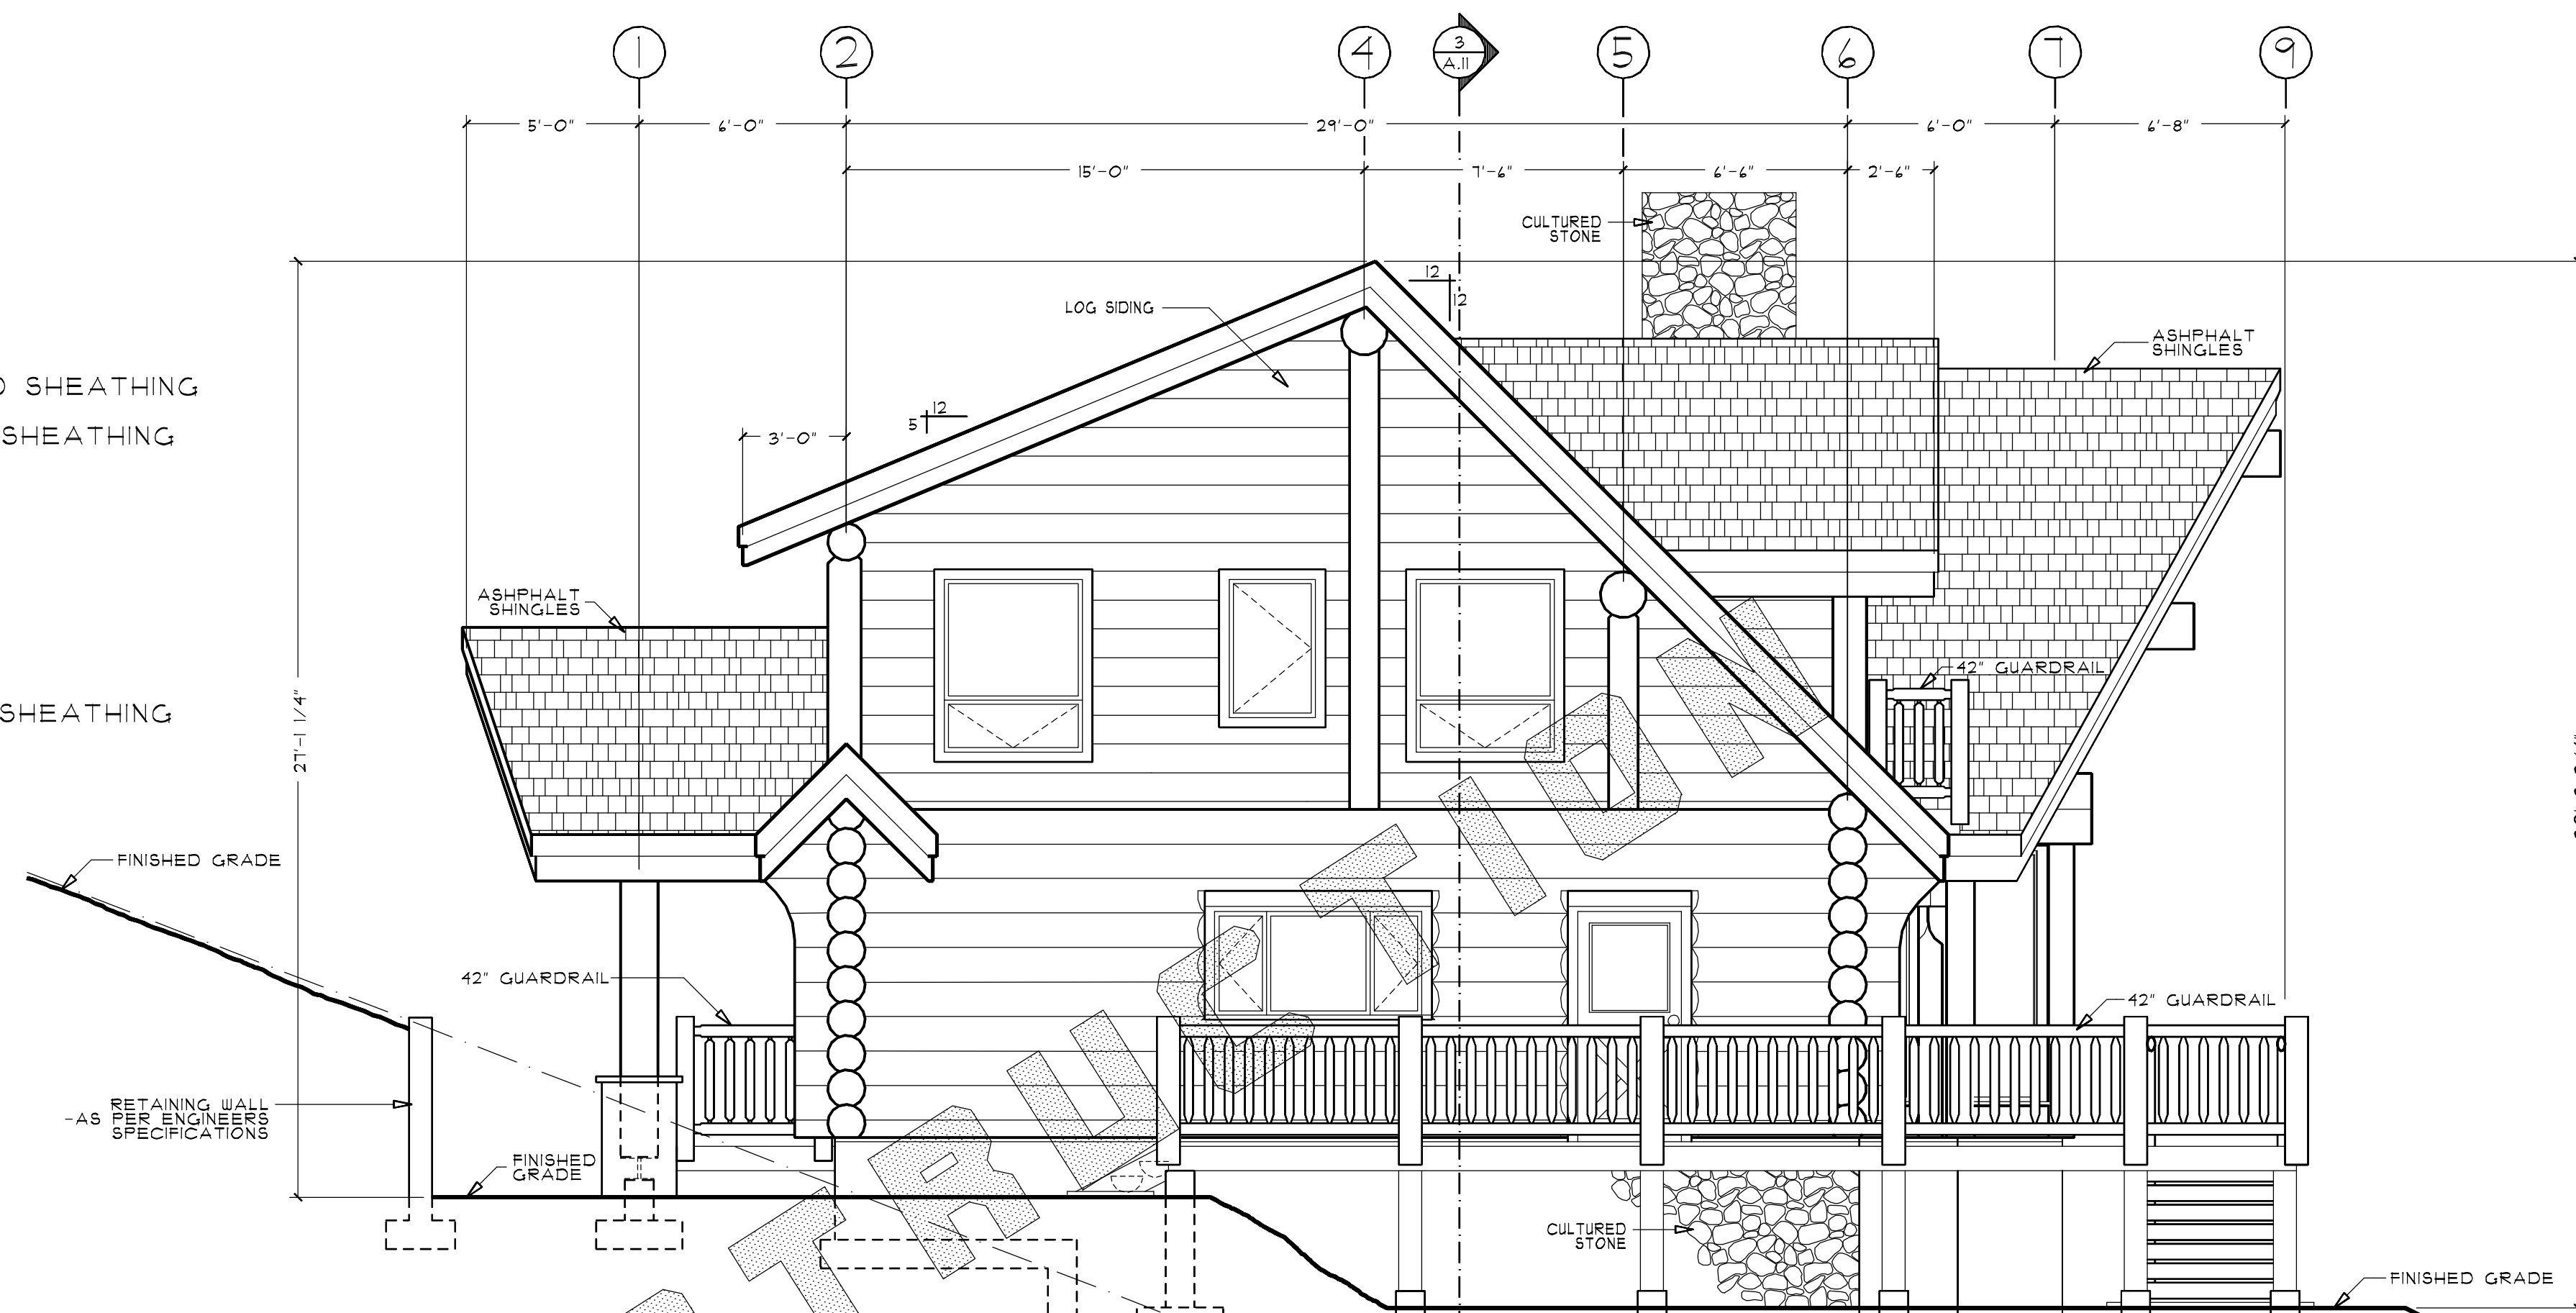 1 2 4 3 5 6 7 9
A.11
5'-0" 6'-0" 29'-0" 6'-0" 6'-8"
15'-0" 7'-6" 6'-6" 2'-6"
CULTURED
STONE
12
12
LOG SIDING
ASHPHALT
SHINGLES
SHEATHING
12
5
3'-0"
SHEATHING
ASHPHALT
SHINGLES
42" GUARDRAIL
SHEATHING
27'-1 1/4"
FINISHED GRADE
42" GUARDRAIL
42" GUARDRAIL
RETAINING WALL
-AS PER ENGINEERS
SPECIFICATIONS
FINISHED
GRADE
CULTURED
STONE
FINISHED GRADE
TRUCTION